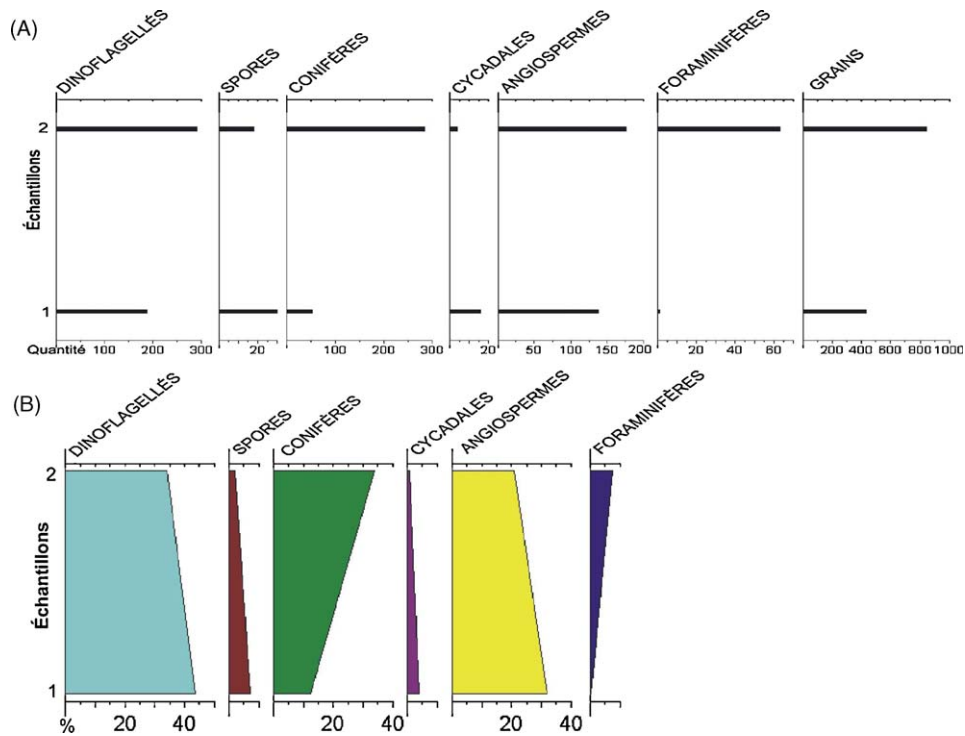 (A)
DINOFLAGELLÉS SPORES CONIFÈRES CYCADALES ANGIOSPERMES FORAMINIFÈRES GRAINS
2
Échantillons
1
Quantité 100 200 300 20 100 200 300 20 50 100 150 200 20 40 60 200 400 600 800 1000
(B)
DINOFLAGELLÉS SPORES CONIFÈRES CYCADALES ANGIOSPERMES FORAMINIFÈRES
2
Échantillons
1
% 20 40 20 40 20 40